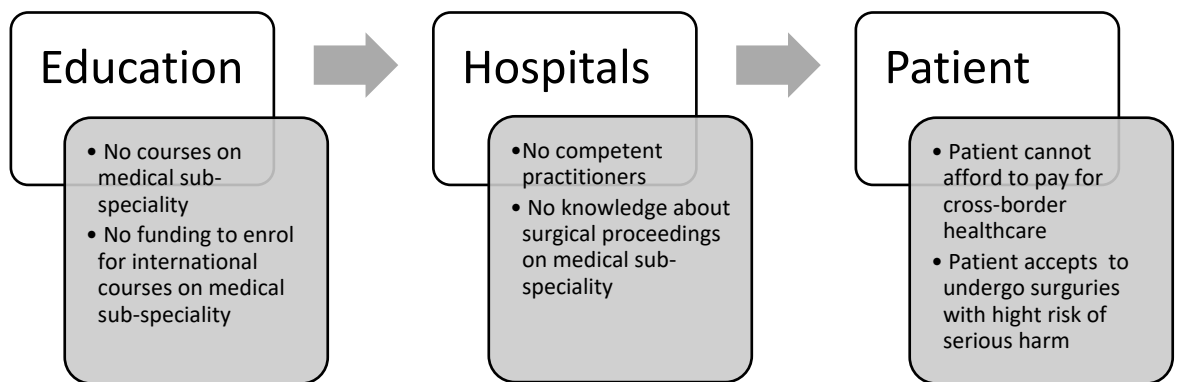 Education
• No courses on
medical sub-
speciality
• No funding to enrol
for international
courses on medical
sub-speciality
Hospitals
•No competent
practitioners
• No knowledge about
surgical proceedings
on medical sub-
speciality
Patient
• Patient cannot
afford to pay for
cross-border
healthcare
• Patient accepts  to
undergo surguries
with hight risk of
serious harm